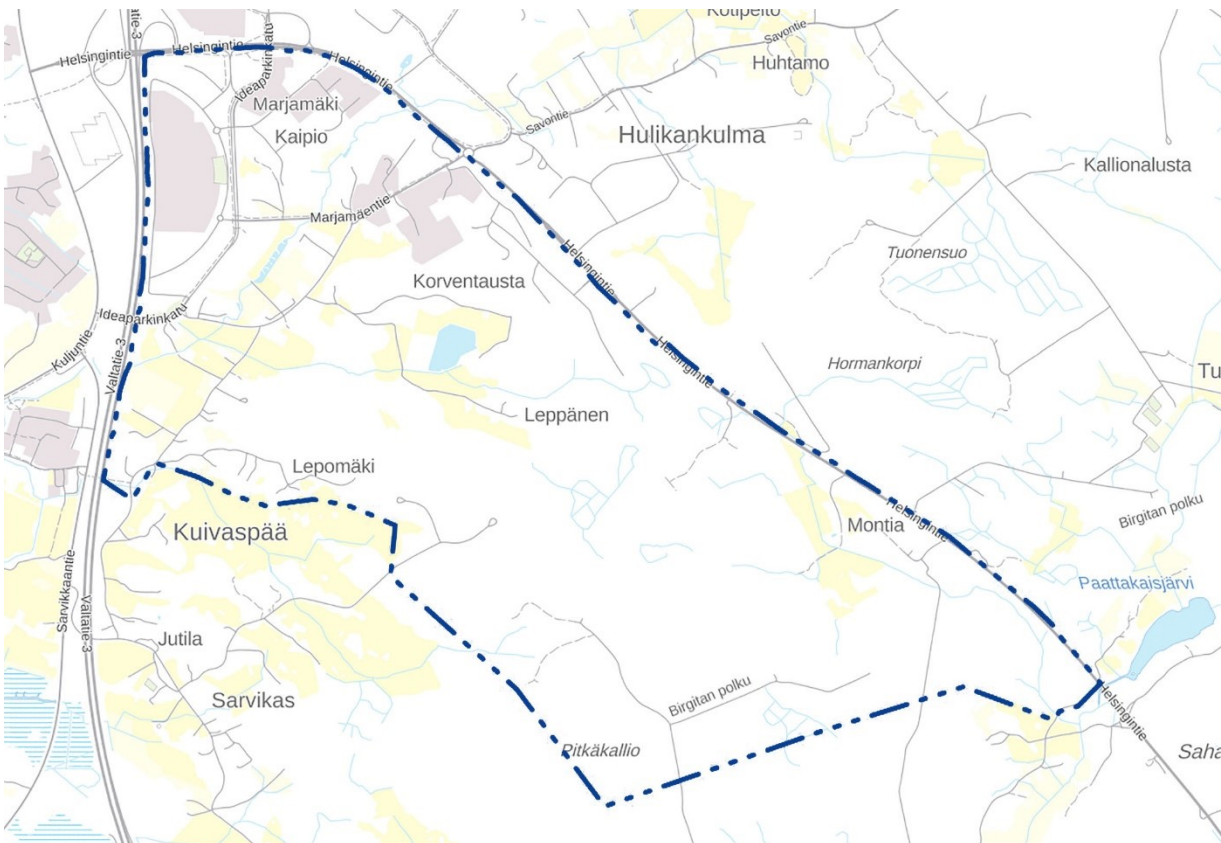 Kotipelto
Valtatie-3
Helsingintie
Helsingintie
Helsingintie
Ideaparkinkatu
Savontie
Huhtamo
Marjamäki
Kaipio
Savontie
Hulikankulma
Kallionalusta
Marjamäentie
Tuonensuo
Korventausta
Helsingintie
Ideaparkinkatu
Kuljuntie
Valtatie-3
Helsingintie
Hormankorpi
Tu
Leppänen
Lepomäki
Kuivaspää
Helsingintie
Montia
Birgitan polku
Sarvikkaantie
Valtatie-3
Paattakaisjärvi
Jutila
Sarvikas
Birgitan polku
Helsingintie
Pitkäkallio
Saha